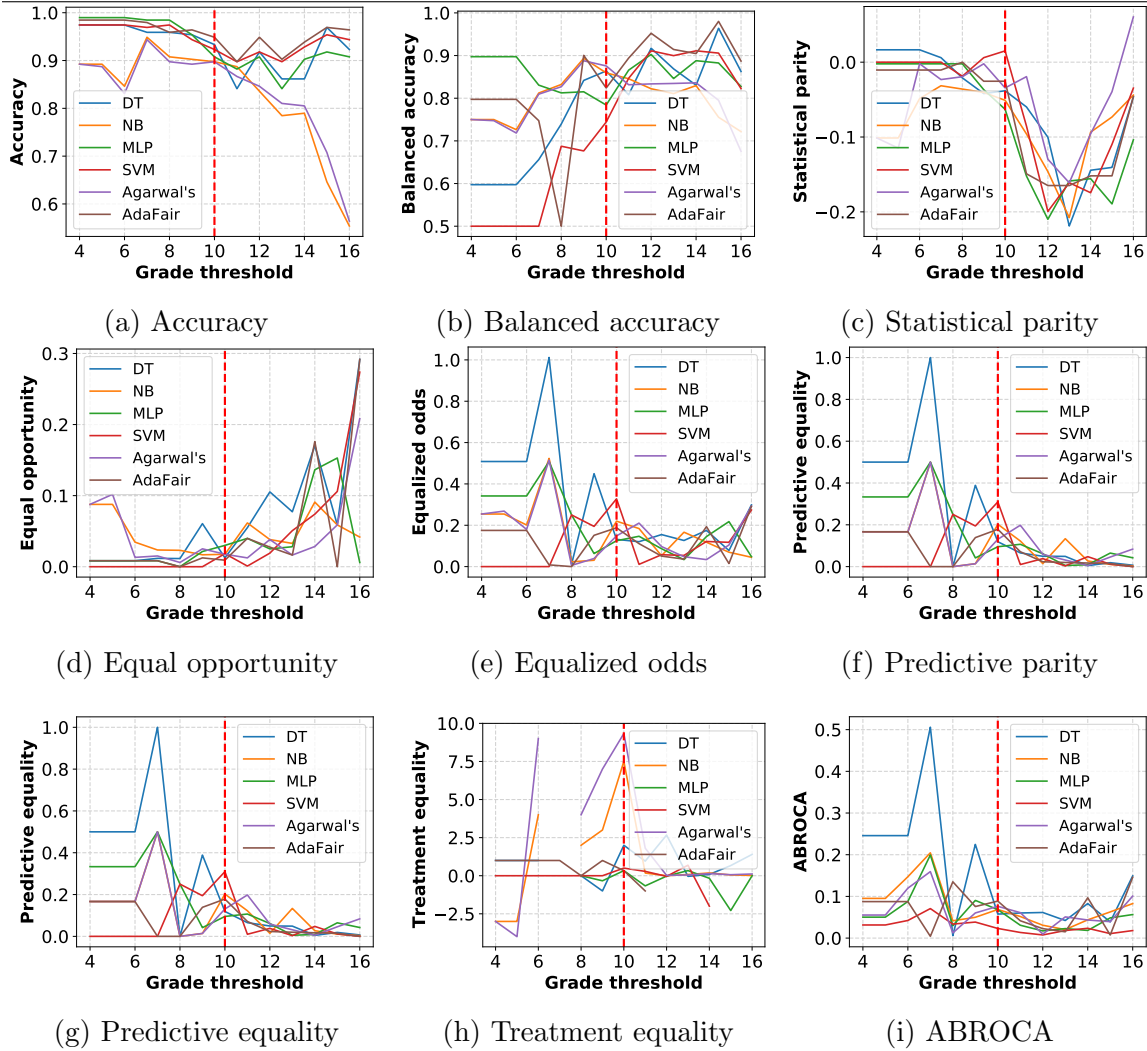 Accuracy
1.0
0.9
0.8
0.7
0.6
DT
NB
MLP
SVM
Agarwal's
AdaFair
4 6 8 10 12 14 16
Grade threshold
(a) Accuracy
Balanced accuracy
1.0
0.9
0.8
0.7
0.6
0.5
DT
NB
MLP
SVM
Agarwal's
AdaFair
4 6 8 10 12 14 16
Grade threshold
(b) Balanced accuracy
Statistical parity
0.0
−0.1
−0.2
DT
NB
MLP
SVM
Agarwal's
AdaFair
4 6 8 10 12 14 16
Grade threshold
(c) Statistical parity
Equal opportunity
0.3
0.2
0.1
0.0
DT
NB
MLP
SVM
Agarwal's
AdaFair
4 6 8 10 12 14 16
Grade threshold
(d) Equal opportunity
Equalized odds
1.0
0.8
0.6
0.4
0.2
0.0
DT
NB
MLP
SVM
Agarwal's
AdaFair
4 6 8 10 12 14 16
Grade threshold
(e) Equalized odds
Predictive equality
1.0
0.8
0.6
0.4
0.2
0.0
DT
NB
MLP
SVM
Agarwal's
AdaFair
4 6 8 10 12 14 16
Grade threshold
(f) Predictive parity
Predictive equality
1.0
0.8
0.6
0.4
0.2
0.0
DT
NB
MLP
SVM
Agarwal's
AdaFair
4 6 8 10 12 14 16
Grade threshold
(g) Predictive equality
Treatment equality
10.0
7.5
5.0
2.5
0.0
−2.5
DT
NB
MLP
SVM
Agarwal's
AdaFair
4 6 8 10 12 14 16
Grade threshold
(h) Treatment equality
ABROCA
0.5
0.4
0.3
0.2
0.1
0.0
DT
NB
MLP
SVM
Agarwal's
AdaFair
4 6 8 10 12 14 16
Grade threshold
(i) ABROCA